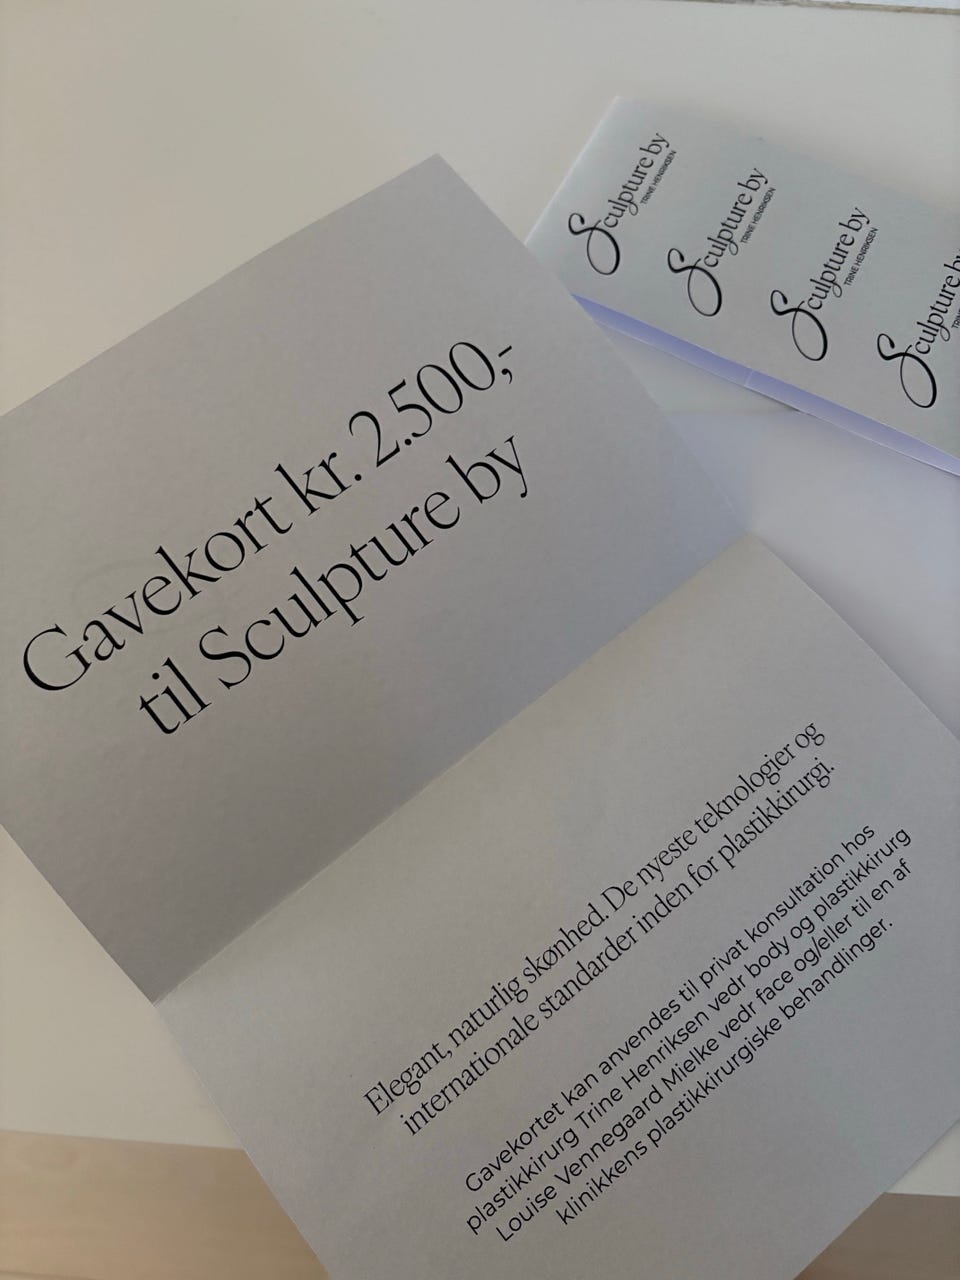 Gavekort kr. 2.500,-
til Sculpture by
Elegant, naturlig skønhed. De nyeste teknologier og
internationale standarder inden for plastikkirurgi.
Gavekortet kan anvendes til privat konsultation hos
plastikkirurg Trine Henriksen vedr body og plastikkirurg
Louise Vennegaard Mielke vedr face og/eller til en af
klinikkens plastikkirurgiske behandlinger.
Sculpture by
TRINE HENRIKSEN
Sculpture by
TRINE HENRIKSEN
Sculpture by
TRINE HENRIKSEN
Sculpture by